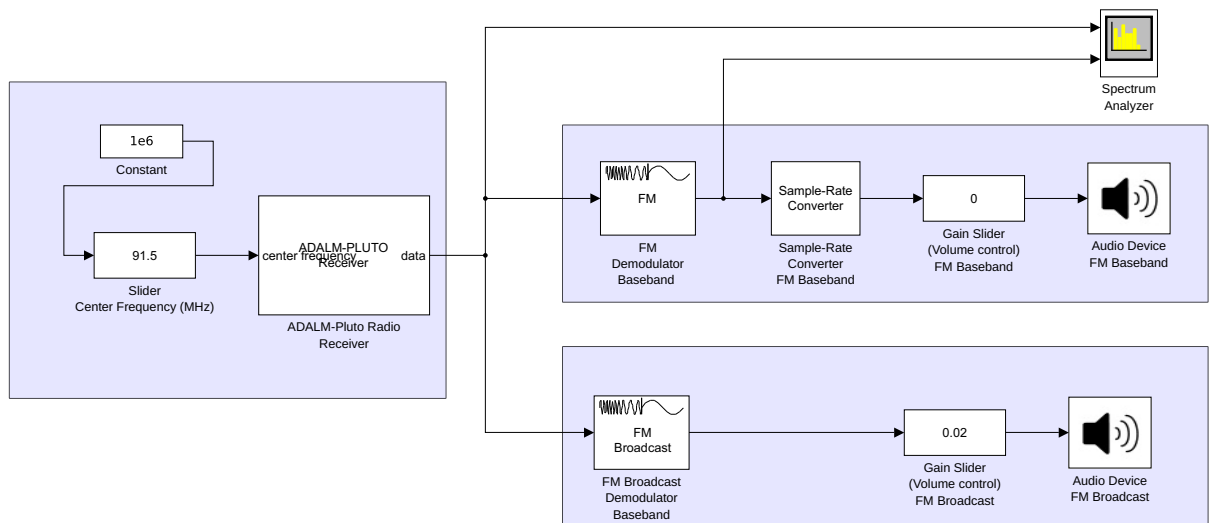 Spectrum
Analyzer
1e6
Constant
91.5
Slider
Center Frequency (MHz)
ADALM-PLUTO
Receiver
center frequency
data
ADALM-Pluto Radio
Receiver
FM
FM
Demodulator
Baseband
Sample-Rate
Converter
Sample-Rate
Converter
FM Baseband
0
Gain Slider
(Volume control)
FM Baseband
Audio Device
FM Baseband
FM
Broadcast
FM Broadcast
Demodulator
Baseband
0.02
Gain Slider
(Volume control)
FM Broadcast
Audio Device
FM Broadcast